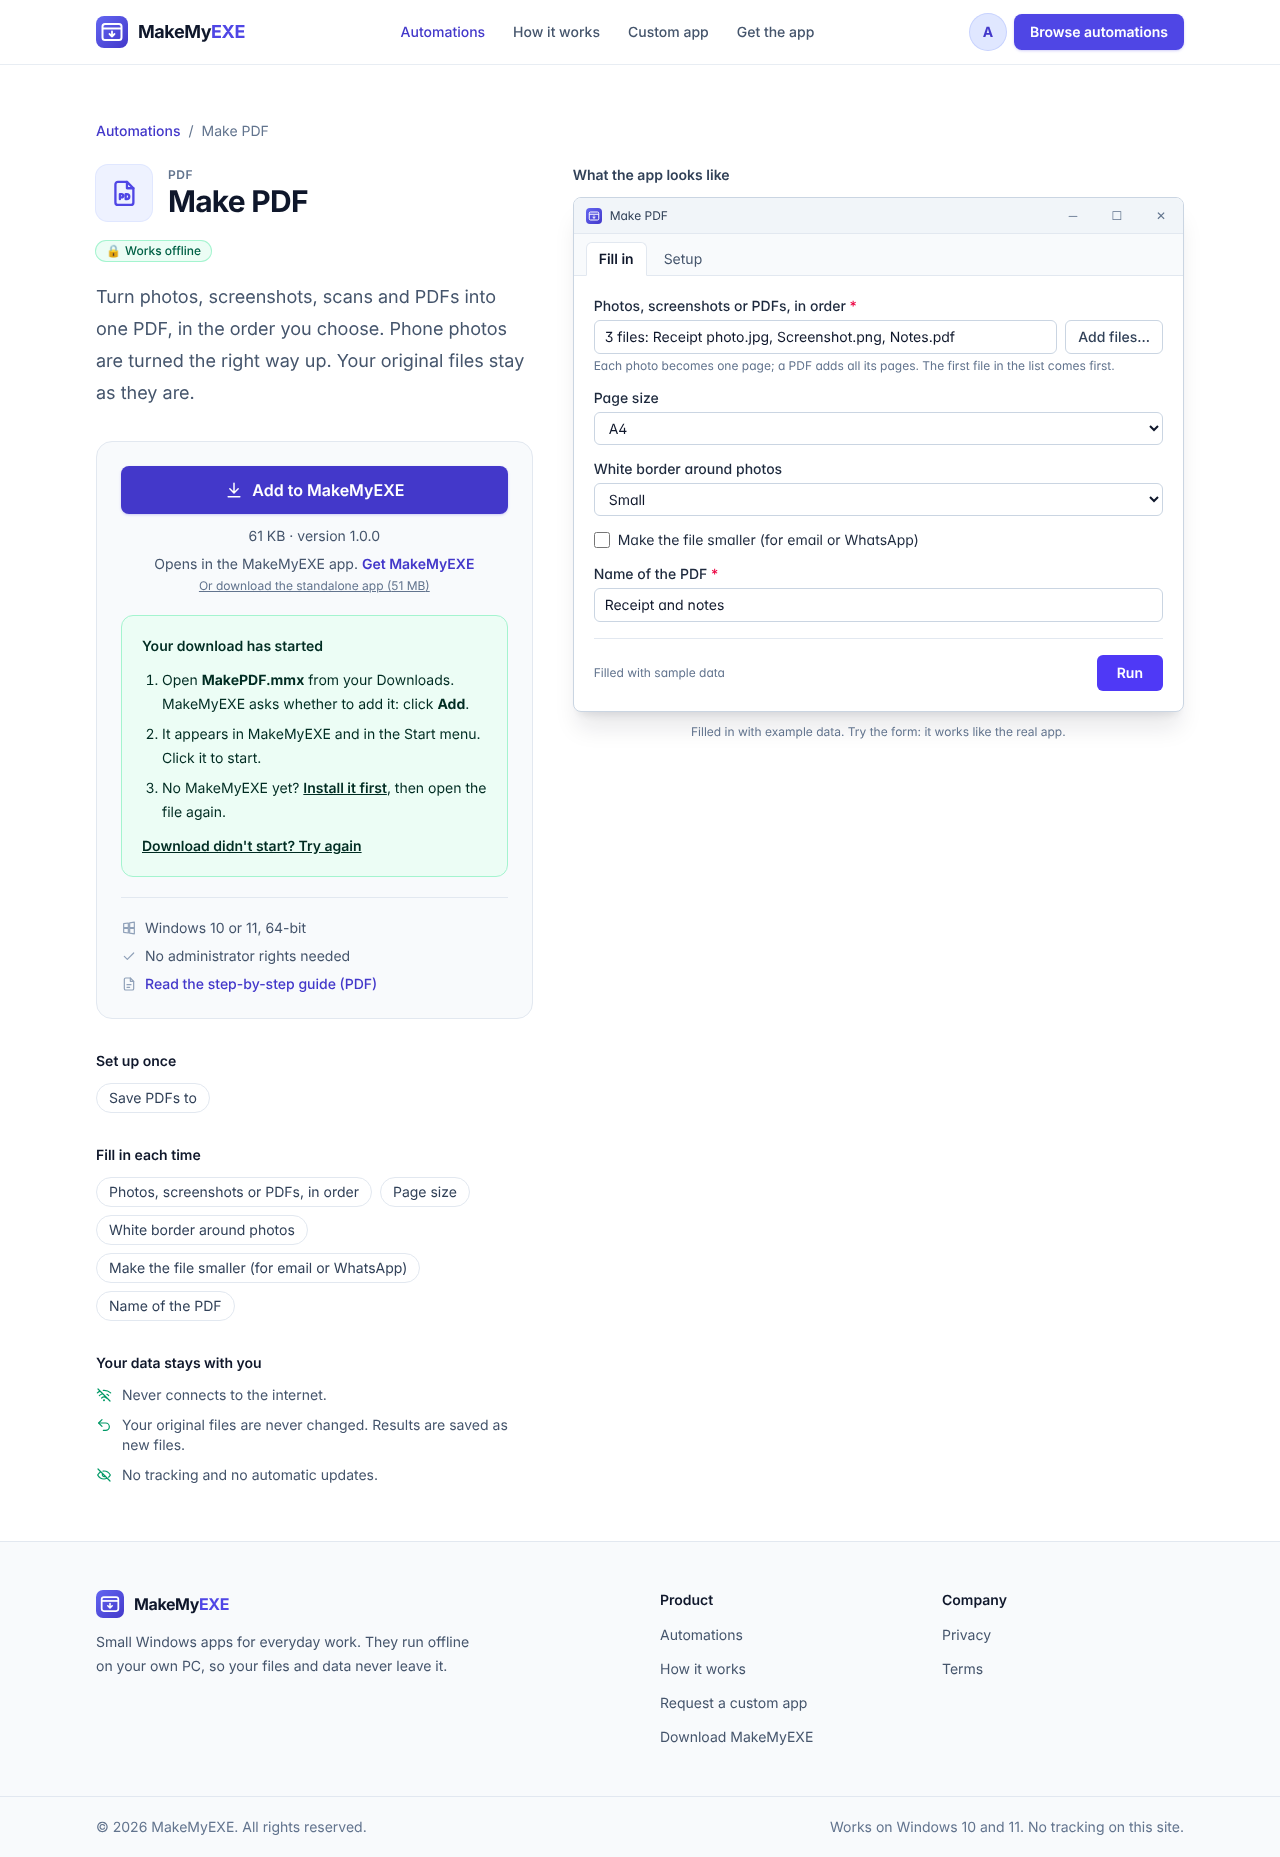 MakeMyEXE
Automations
How it works
Custom app
Get the app
A
Browse automations
Automations / Make PDF
PD
PDF
Make PDF
🔒 Works offline
Turn photos, screenshots, scans and PDFs into
one PDF, in the order you choose. Phone photos
are turned the right way up. Your original files stay
as they are.
Add to MakeMyEXE
61 KB · version 1.0.0
Opens in the MakeMyEXE app. Get MakeMyEXE
Or download the standalone app (51 MB)
Your download has started
1. Open MakePDF.mmx from your Downloads.
MakeMyEXE asks whether to add it: click Add.
2. It appears in MakeMyEXE and in the Start menu.
Click it to start.
3. No MakeMyEXE yet? Install it first, then open the
file again.
Download didn't start? Try again
Windows 10 or 11, 64-bit
No administrator rights needed
Read the step-by-step guide (PDF)
Set up once
Save PDFs to
Fill in each time
Photos, screenshots or PDFs, in order
Page size
White border around photos
Make the file smaller (for email or WhatsApp)
Name of the PDF
Your data stays with you
Never connects to the internet.
Your original files are never changed. Results are saved as
new files.
No tracking and no automatic updates.
What the app looks like
Make PDF
Fill in
Setup
Photos, screenshots or PDFs, in order *
3 files: Receipt photo.jpg, Screenshot.png, Notes.pdf
Add files...
Each photo becomes one page; a PDF adds all its pages. The first file in the list comes first.
Page size
A4
White border around photos
Small
Make the file smaller (for email or WhatsApp)
Name of the PDF *
Receipt and notes
Filled with sample data
Run
Filled in with example data. Try the form: it works like the real app.
MakeMyEXE
Small Windows apps for everyday work. They run offline
on your own PC, so your files and data never leave it.
Product
Automations
How it works
Request a custom app
Download MakeMyEXE
Company
Privacy
Terms
© 2026 MakeMyEXE. All rights reserved.
Works on Windows 10 and 11. No tracking on this site.